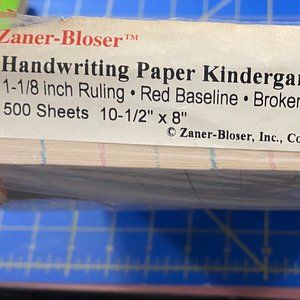 Zaner-Bloser™
Handwriting Paper Kindergar
1-1/8 inch Ruling • Red Baseline • Broken
500 Sheets 10-1/2" x 8"
© Zaner-Bloser, Inc., Co